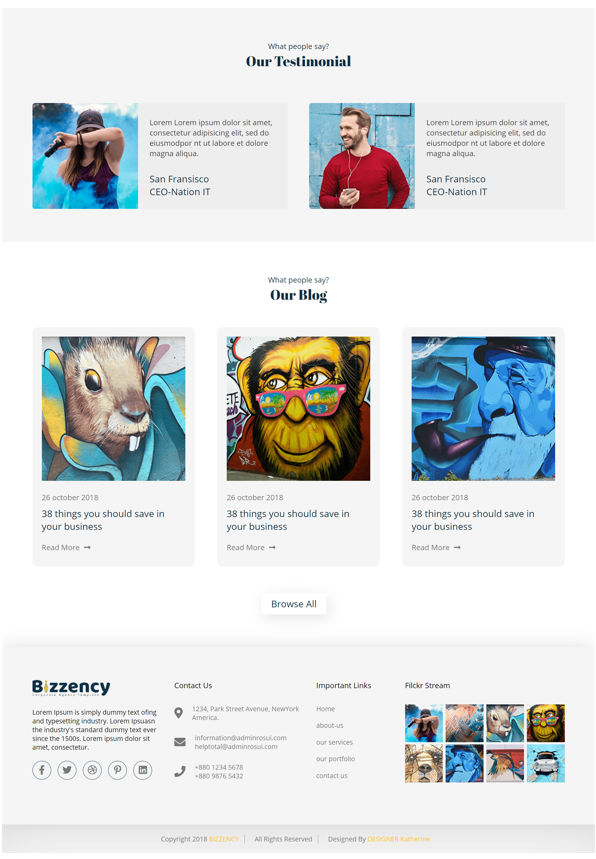 What people say?
Our Testimonial
Lorem Lorem ipsum dolor sit amet,
consectetur adipisicing elit, sed do
eiusmodpor nt ut labore et dolore
magna aliqua.
San Fransisco
CEO-Nation IT
Lorem Lorem ipsum dolor sit amet,
consectetur adipisicing elit, sed do
eiusmodpor nt ut labore et dolore
magna aliqua.
San Fransisco
CEO-Nation IT
What people say?
Our Blog
26 october 2018
38 things you should save in
your business
Read More
26 october 2018
38 things you should save in
your business
Read More
26 october 2018
38 things you should save in
your business
Read More
Browse All
Bizzency
Corporate Agency Template
Lorem Ipsum is simply dummy text ofing
and typesetting industry. Lorem Ipsuasn
the industry's standard dummy text ever
since the 1500s. Lorem ipsum dolor sit
amet, consectetur.
Contact Us
1234, Park Street Avenue, NewYork
America.
information@adminrosui.com
helptotal@adminrosui.com
+880 1234 5678
+880 9876 5432
Important Links
Home
about-us
our services
our portfolio
contact us
Filckr Stream
Copyright 2018 BIZZENCY | All Rights Reserved | Designed By DESIGNER Katherine